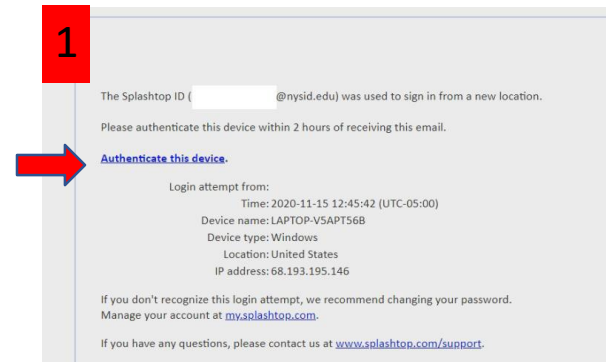 1
The Splashtop ID ( @nysid.edu) was used to sign in from a new location.
Please authenticate this device within 2 hours of receiving this email.
Authenticate this device.
Login attempt from:
Time: 2020-11-15 12:45:42 (UTC-05:00)
Device name: LAPTOP-V5APT56B
Device type: Windows
Location: United States
IP address: 68.193.195.146
If you don't recognize this login attempt, we recommend changing your password.
Manage your account at my.splashtop.com.
If you have any questions, please contact us at www.splashtop.com/support.